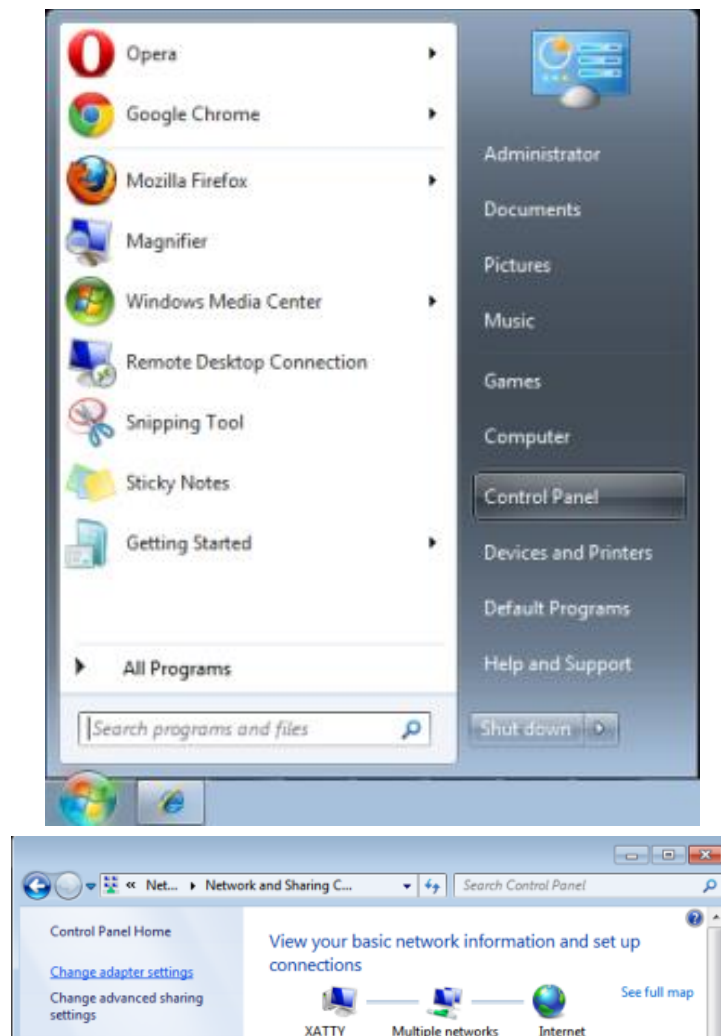 Opera
Google Chrome
Mozilla Firefox
Magnifier
Windows Media Center
Remote Desktop Connection
Snipping Tool
Sticky Notes
Getting Started
All Programs
Search programs and files
Administrator
Documents
Pictures
Music
Games
Computer
Control Panel
Devices and Printers
Default Programs
Help and Support
Shut down
« Net... Network and Sharing C...
Search Control Panel
Control Panel Home
Change adapter settings
Change advanced sharing
settings
View your basic network information and set up
connections
See full map
XATTY Multiple networks Internet